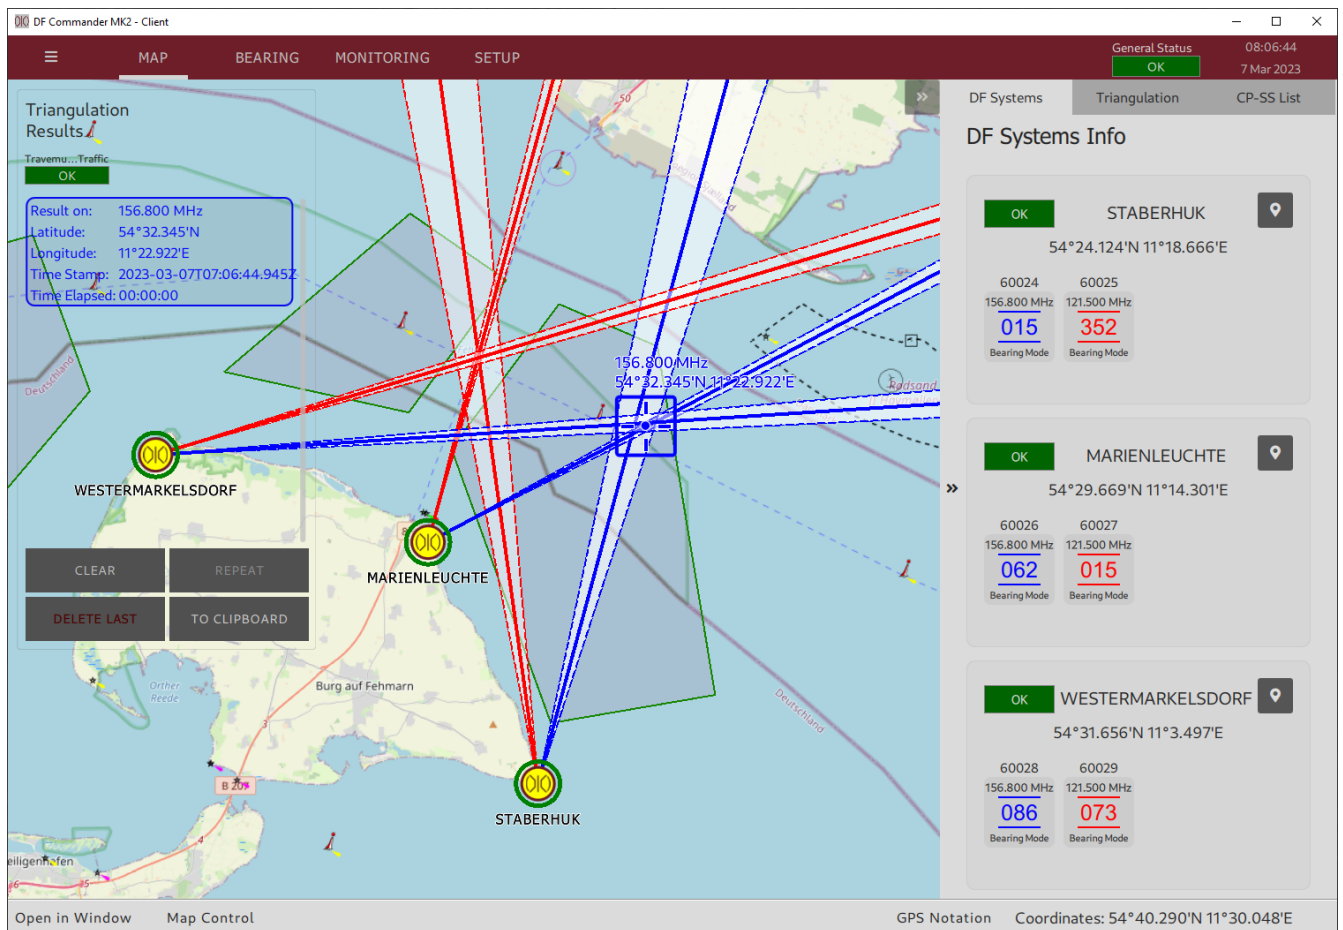 DF Commander MK2 - Client
MAP BEARING MONITORING SETUP
General Status
OK
08:06:44
7 Mar 2023
Triangulation
Results
Travemu...Traffic
OK
Result on: 156.800 MHz
Latitude: 54°32.345'N
Longitude: 11°22.922'E
Time Stamp: 2023-03-07T07:06:44.945Z
Time Elapsed: 00:00:00
CLEAR
REPEAT
DELETE LAST
TO CLIPBOARD
-50
Deutschland
156.800 MHz
54°32.345'N 11°22.922'E
Rødsand
WESTERMARKELSDORF
MARIENLEUCHTE
STABERHUK
Burg auf Fehmarn
Orther
Reede
3
B 207
4
35
6
eiligenhafen
Deutschland
DF Systems Triangulation CP-SS List
DF Systems Info
OK STABERHUK
54°24.124'N 11°18.666'E
60024 60025
156.800 MHz 121.500 MHz
015 352
Bearing Mode Bearing Mode
OK MARIENLEUCHTE
54°29.669'N 11°14.301'E
60026 60027
156.800 MHz 121.500 MHz
062 015
Bearing Mode Bearing Mode
OK WESTERMARKELSDORF
54°31.656'N 11°3.497'E
60028 60029
156.800 MHz 121.500 MHz
086 073
Bearing Mode Bearing Mode
Open in Window Map Control
GPS Notation Coordinates: 54°40.290'N 11°30.048'E